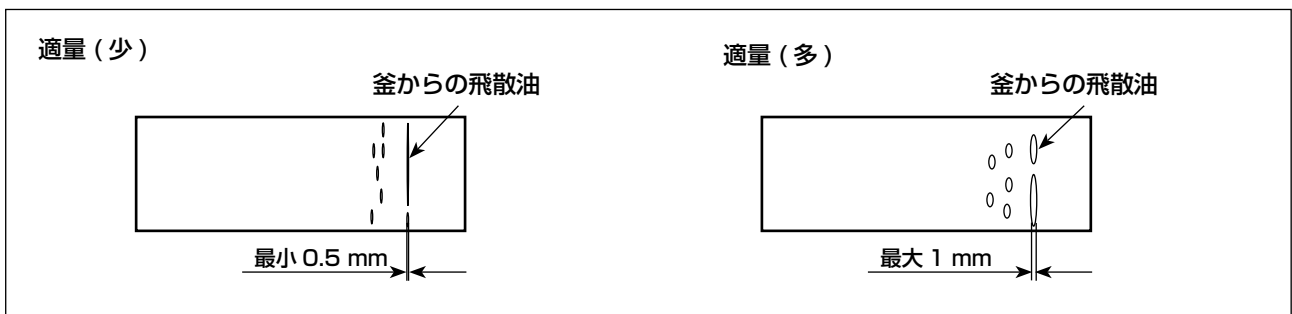 適量 ( 少 )
釜からの飛散油
最小 0.5 mm
適量 ( 多 )
釜からの飛散油
最大 1 mm